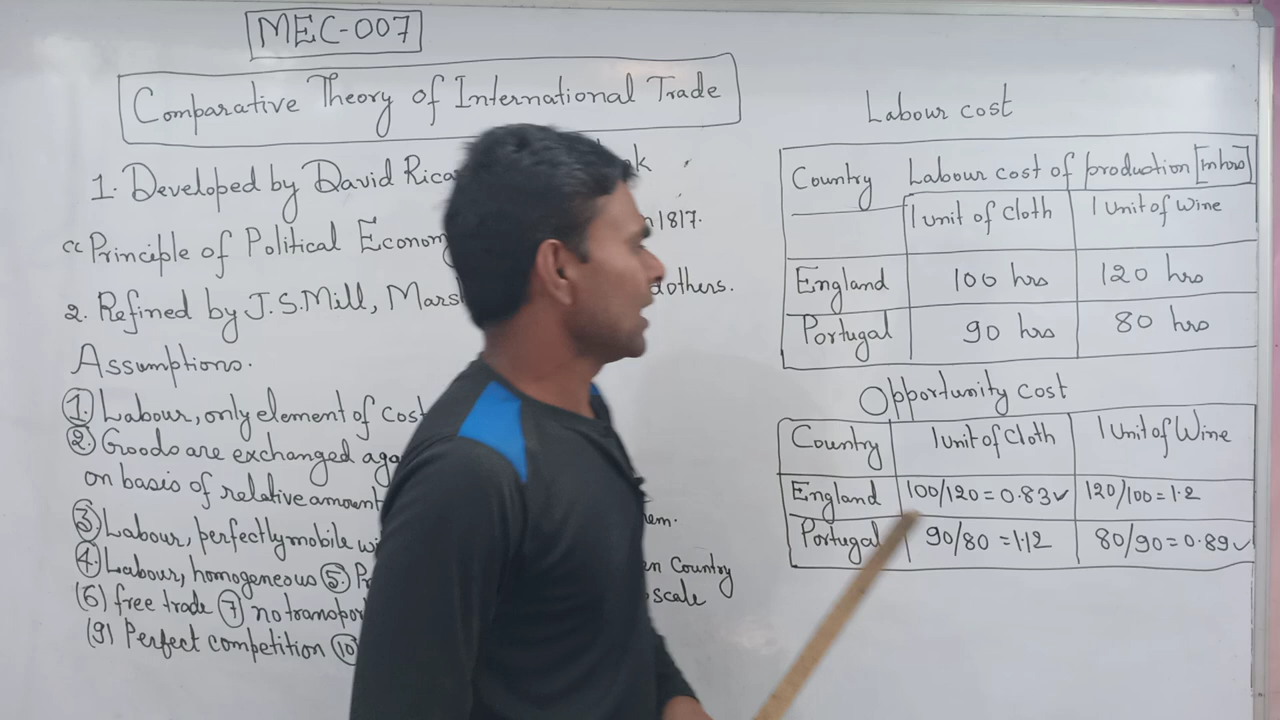 MEC-007
Comparative Theory of International Trade
1. Developed by David Rica
" Principle of Political Econom 1817.
2. Refined by J.S.Mill, Mars others.
Assumptions.
1. Labour, only element of cost
2. Goods are exchanged aga
on basis of relative amount
3. Labour, perfectly mobile wi em.
4. Labour, homogeneous 5. P n Country
(6) free trade 7 no transpor scale
(9) Perfect competition 10
Labour cost
Country Labour cost of production [In hrs]
1 unit of Cloth 1 Unit of Wine
England 100 hrs 120 hrs
Portugal 90 hrs 80 hrs
Opportunity Cost
Country 1 Unit of Cloth 1 Unit of Wine
England 100/120 = 0.83✓ 120/100 = 1.2
Portugal 90/80 = 1.12 80/90 = 0.89✓